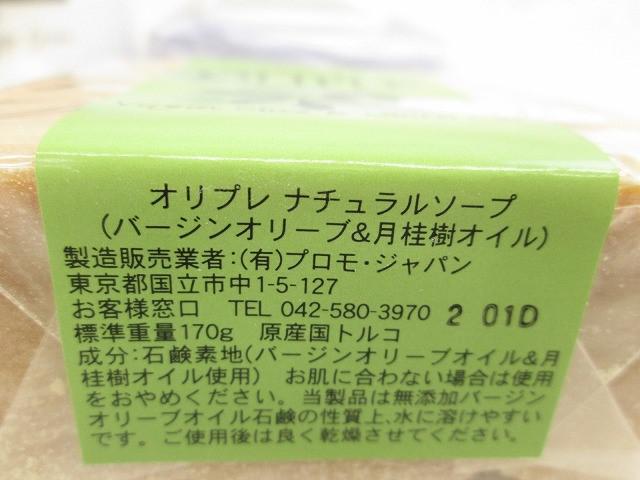 オリプレ ナチュラルソープ
(バージンオリーブ&月桂樹オイル)
製造販売業者:(有)プロモ・ジャパン
東京都国立市中1-5-127
お客様窓口 TEL 042-580-3970 2 01D
標準重量170g 原産国トルコ
成分:石鹸素地(バージンオリーブオイル&月
桂樹オイル使用) お肌に合わない場合は使用
をおやめください。当製品は無添加バージン
オリーブオイル石鹸の性質上、水に溶けやすい
です。ご使用後は良く乾燥させてください。